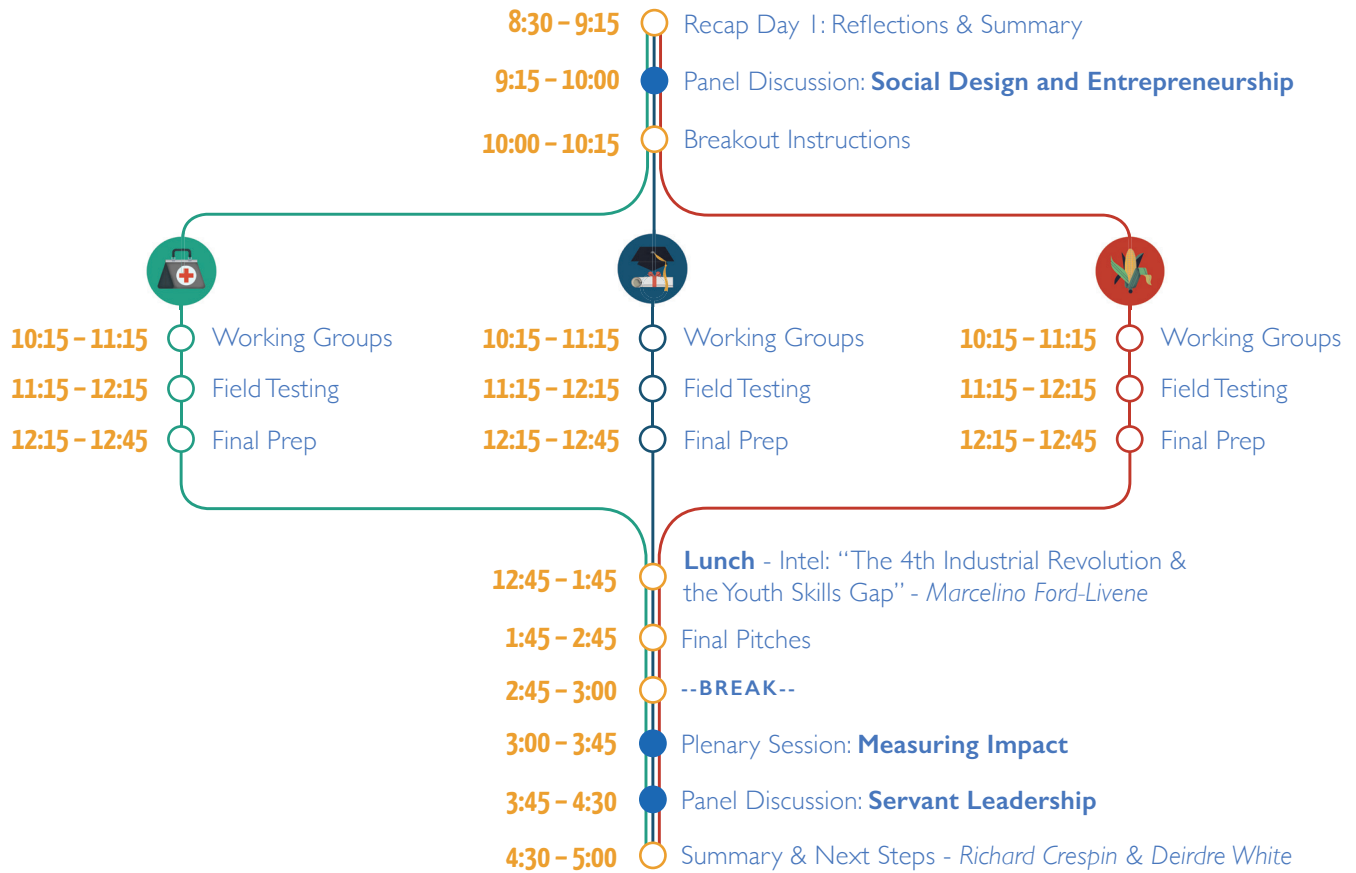 8:30 – 9:15 Recap Day 1: Reflections & Summary
9:15 – 10:00 Panel Discussion: Social Design and Entrepreneurship
10:00 – 10:15 Breakout Instructions
10:15 – 11:15 Working Groups
11:15 – 12:15 Field Testing
12:15 – 12:45 Final Prep
10:15 – 11:15 Working Groups
11:15 – 12:15 Field Testing
12:15 – 12:45 Final Prep
10:15 – 11:15 Working Groups
11:15 – 12:15 Field Testing
12:15 – 12:45 Final Prep
12:45 – 1:45 Lunch - Intel: “The 4th Industrial Revolution &
the Youth Skills Gap” - Marcelino Ford-Livene
1:45 – 2:45 Final Pitches
2:45 – 3:00 --BREAK--
3:00 – 3:45 Plenary Session: Measuring Impact
3:45 – 4:30 Panel Discussion: Servant Leadership
4:30 – 5:00 Summary & Next Steps - Richard Crespin & Deirdre White